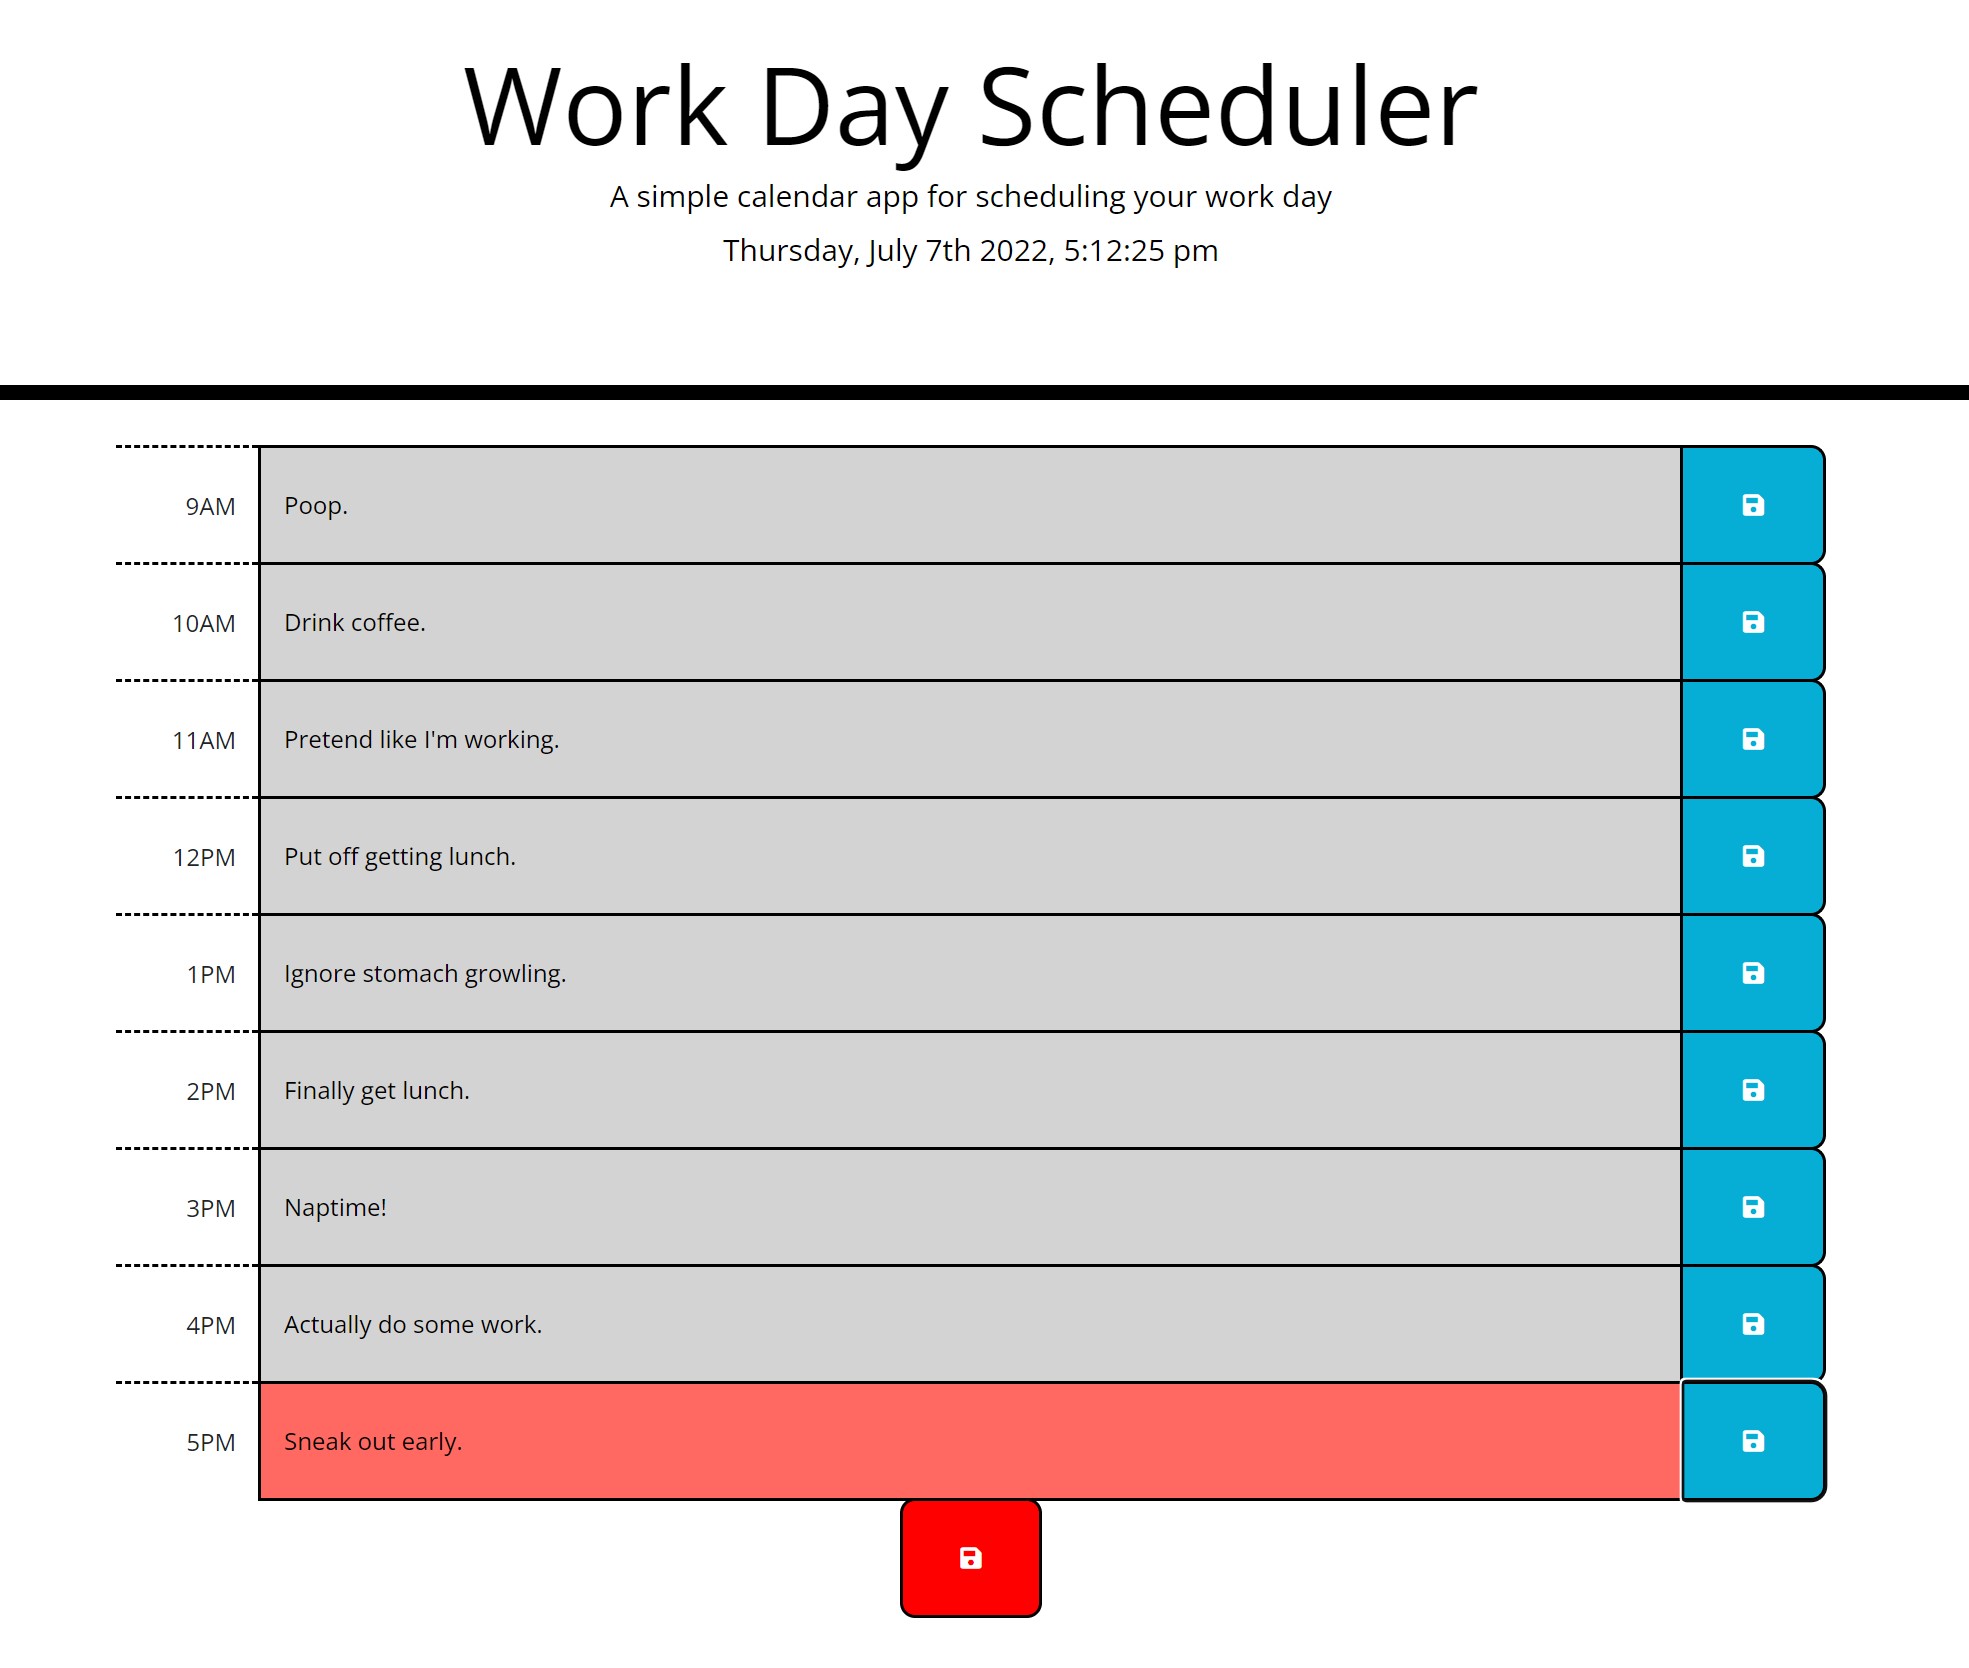 Work Day Scheduler
A simple calendar app for scheduling your work day
Thursday, July 7th 2022, 5:12:25 pm
9AM Poop.
10AM Drink coffee.
11AM Pretend like I'm working.
12PM Put off getting lunch.
1PM Ignore stomach growling.
2PM Finally get lunch.
3PM Naptime!
4PM Actually do some work.
5PM Sneak out early.